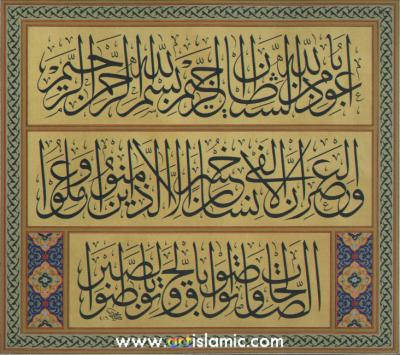 أعوذ بالله من الشيطان الرجيم بسم الله الرحمن الرحيم
والعصر إن الإنسان لفي خسر إلا الذين آمنوا وعملوا
الصالحات وتواصوا بالحق وتواصوا بالصبر
www.artislamic.com